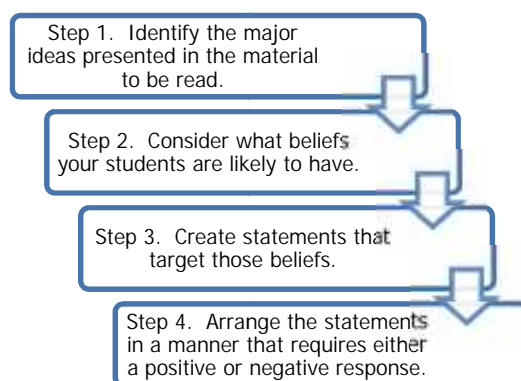 Step 1. Identify the major
ideas presented in the material
to be read.
Step 2. Consider what beliefs
your students are likely to have.
Step 3. Create statements that
target those beliefs.
Step 4. Arrange the statements
in a manner that requires either
a positive or negative response.